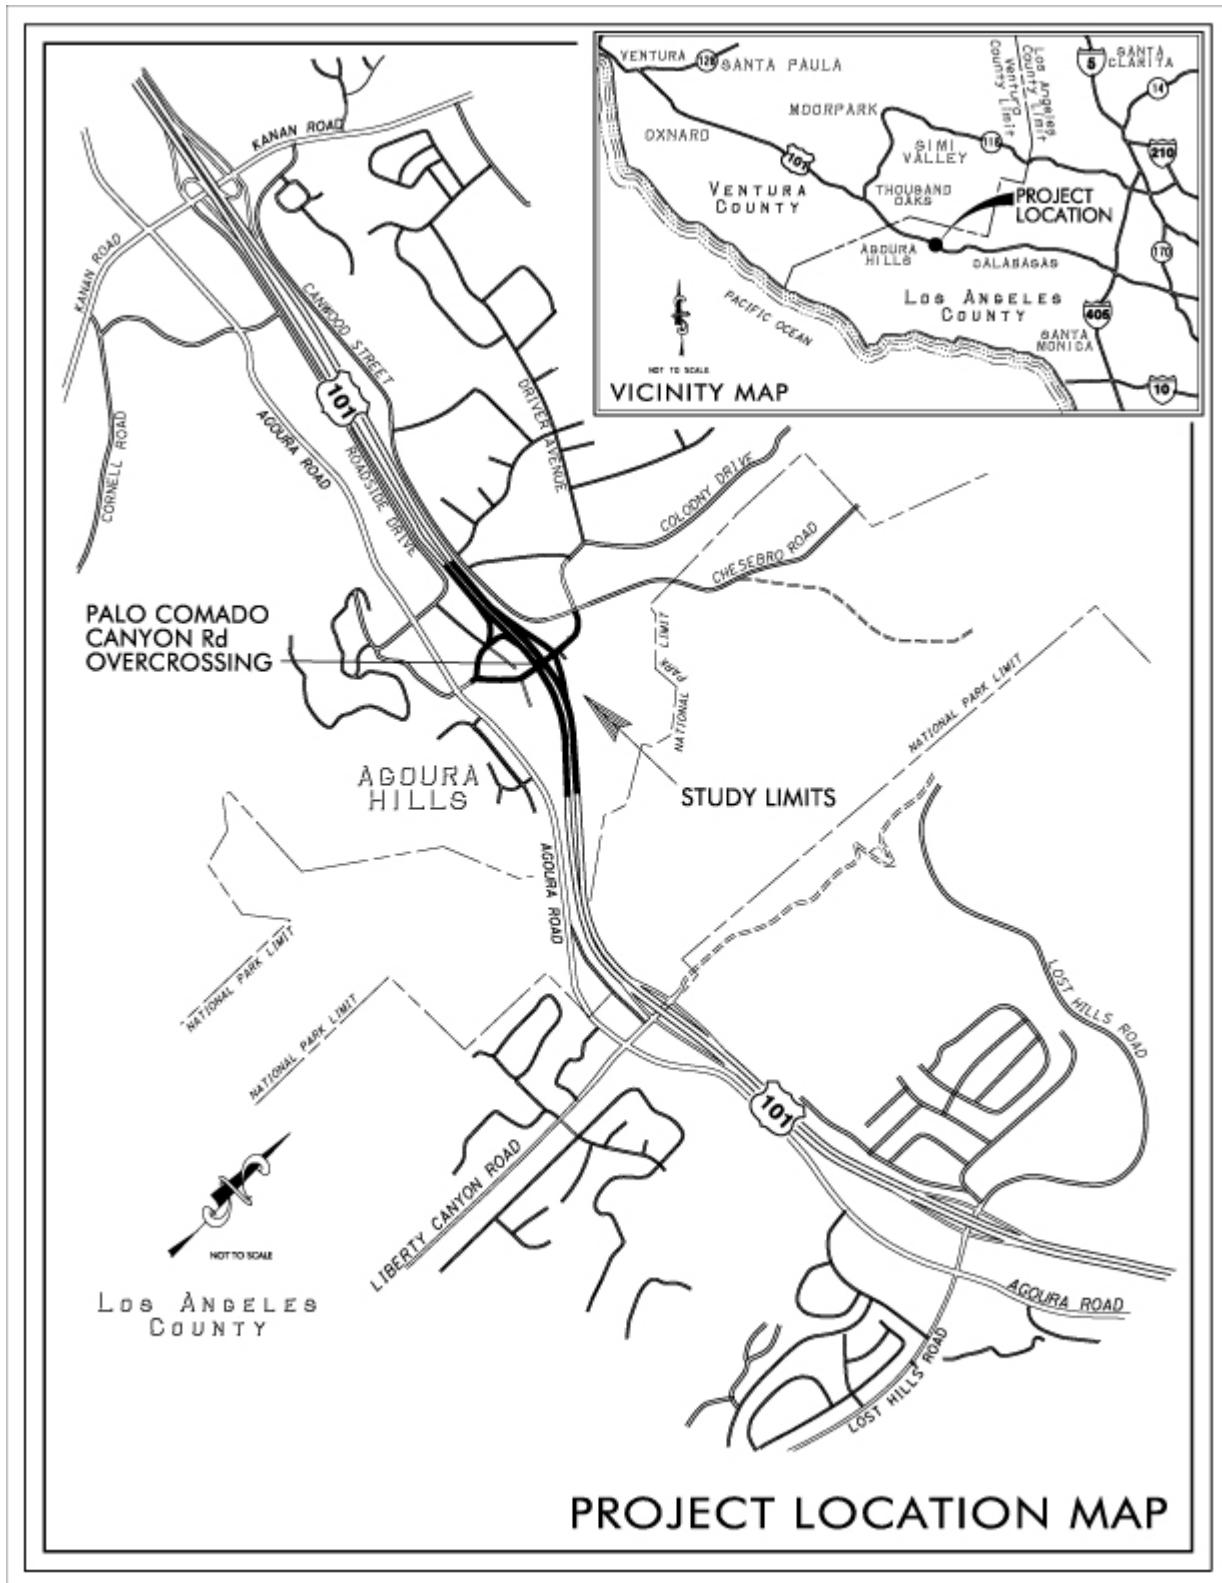 VENTURA
126
SANTA PAULA
Los Angeles
County Limit
Ventura
County Limit
5
SANTA
CLARITA
14
MOORPARK
OXNARD
101
118
SIMI
VALLEY
210
VENTURA
COUNTY
THOUSAND
OAKS
PROJECT
LOCATION
AGOURA
HILLS
CALABASAS
170
PACIFIC OCEAN
LOS ANGELES
COUNTY
405
SANTA
MONICA
NOT TO SCALE
VICINITY MAP
10
KANAN ROAD
KANAN ROAD
CANWOOD STREET
DRIVER AVENUE
101
AGOURA ROAD
ROADSIDE DRIVE
CORNELL ROAD
COLODNY DRIVE
CHESEBRO ROAD
PALO COMADO
CANYON Rd
OVERCROSSING
NATIONAL PARK LIMIT
NATIONAL PARK LIMIT
AGOURA
HILLS
STUDY LIMITS
AGOURA ROAD
NATIONAL PARK LIMIT
NATIONAL PARK LIMIT
LOST HILLS ROAD
101
LIBERTY CANYON ROAD
NOT TO SCALE
LOS ANGELES
COUNTY
AGOURA ROAD
LOST HILLS ROAD
PROJECT LOCATION MAP